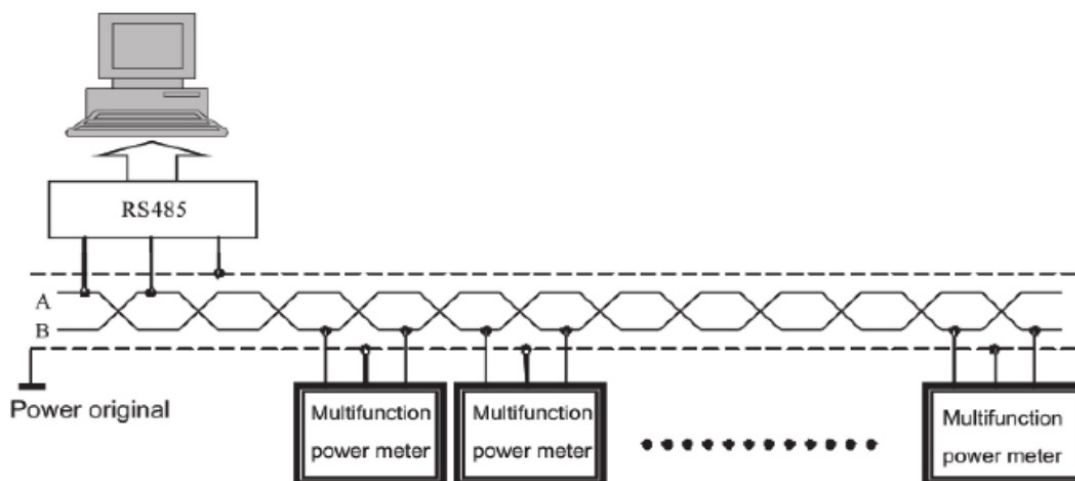 RS485
A
B
Power original
Multifunction
power meter
Multifunction
power meter
Multifunction
power meter